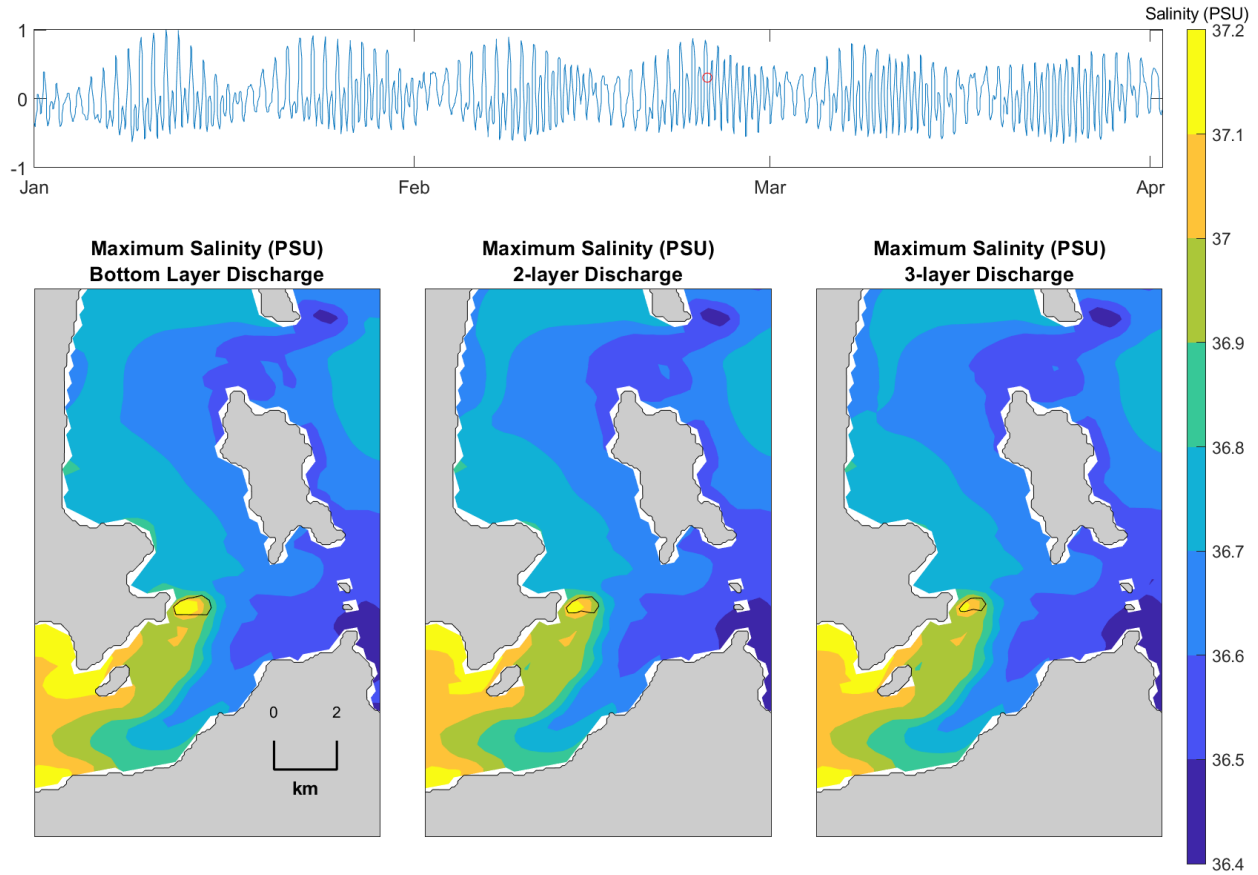 Salinity (PSU)
1
0
-1
Jan
Feb
Mar
Apr
37.2
37.1
37
36.9
36.8
36.7
36.6
36.5
36.4
Maximum Salinity (PSU)
Bottom Layer Discharge
Maximum Salinity (PSU)
2-layer Discharge
Maximum Salinity (PSU)
3-layer Discharge
0 2
km